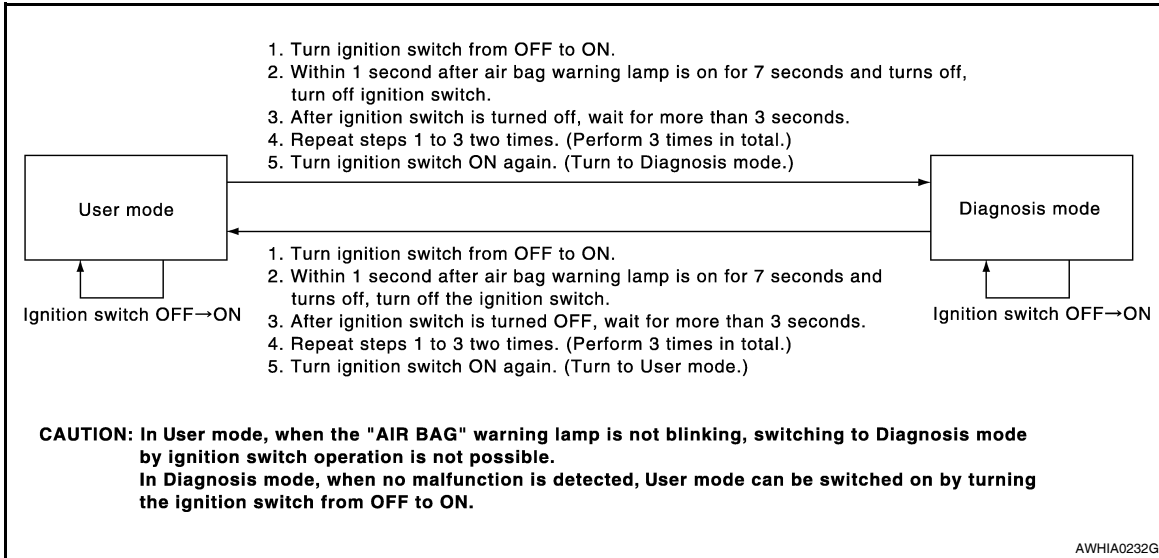 1. Turn ignition switch from OFF to ON.
2. Within 1 second after air bag warning lamp is on for 7 seconds and turns off,
turn off ignition switch.
3. After ignition switch is turned off, wait for more than 3 seconds.
4. Repeat steps 1 to 3 two times. (Perform 3 times in total.)
5. Turn ignition switch ON again. (Turn to Diagnosis mode.)
User mode
Diagnosis mode
Ignition switch OFF→ON
Ignition switch OFF→ON
1. Turn ignition switch from OFF to ON.
2. Within 1 second after air bag warning lamp is on for 7 seconds and
turns off, turn off the ignition switch.
3. After ignition switch is turned OFF, wait for more than 3 seconds.
4. Repeat steps 1 to 3 two times. (Perform 3 times in total.)
5. Turn ignition switch ON again. (Turn to User mode.)
CAUTION: In User mode, when the "AIR BAG" warning lamp is not blinking, switching to Diagnosis mode
by ignition switch operation is not possible.
In Diagnosis mode, when no malfunction is detected, User mode can be switched on by turning
the ignition switch from OFF to ON.
AWHIA0232G